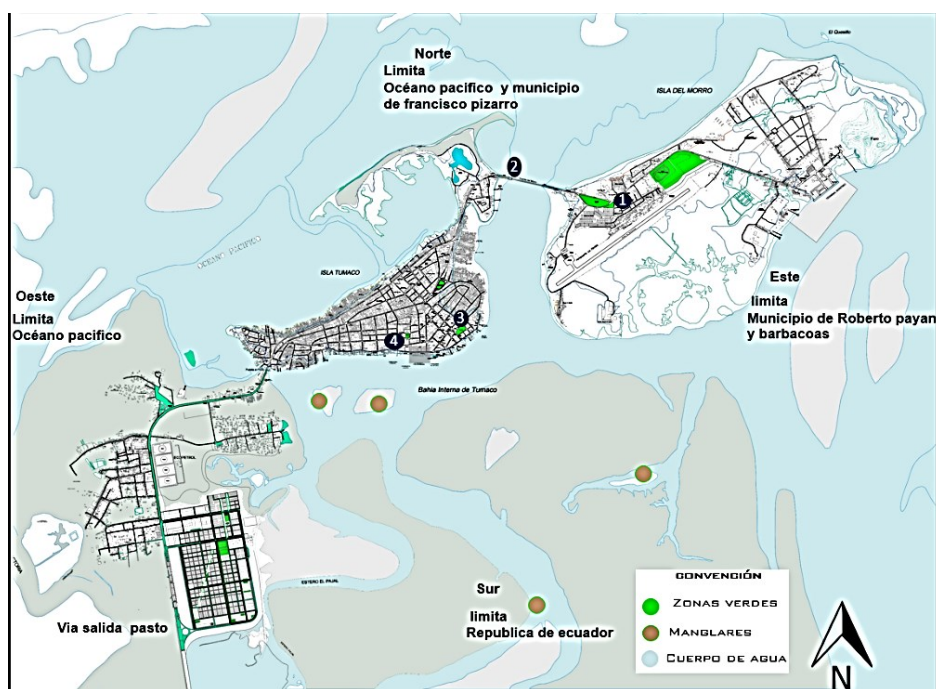 Norte
Limita
Océano pacifico y municipio
de francisco pizarro
ISLA DEL MORRO
2
1
OCEANO PACIFICO
ISLA TUMACO
Oeste
Limita
Océano pacifico
Este
limita
Municipio de Roberto payan
y barbacoas
3
4
Bahia Interna de Tumaco
ECOPETROL
ESTERO EL PAJAL
Via salida pasto
Sur
limita
Republica de ecuador
CONVENCIÓN
ZONAS VERDES
MANGLARES
CUERPO DE AGUA
N